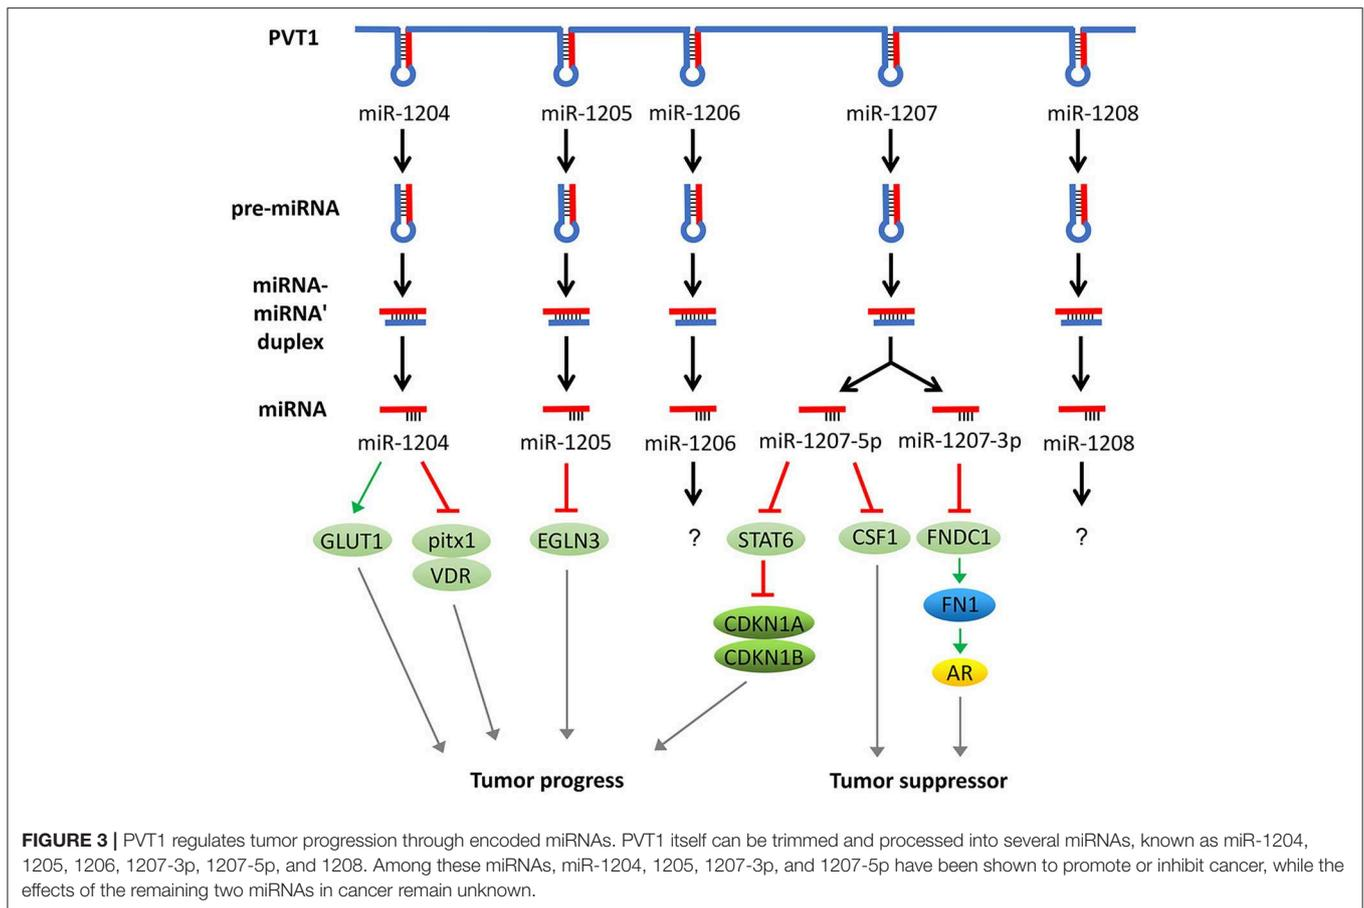 PVT1
miR-1204 miR-1205 miR-1206 miR-1207 miR-1208
pre-miRNA
miRNA-
miRNA'
duplex
miRNA
miR-1204 miR-1205 miR-1206 miR-1207-5p miR-1207-3p miR-1208
GLUT1 pitx1 EGLN3 ? STAT6 CSF1 FNDC1 ?
VDR
FN1
CDKN1A
CDKN1B
AR
Tumor progress Tumor suppressor
FIGURE 3 | PVT1 regulates tumor progression through encoded miRNAs. PVT1 itself can be trimmed and processed into several miRNAs, known as miR-1204,
1205, 1206, 1207-3p, 1207-5p, and 1208. Among these miRNAs, miR-1204, 1205, 1207-3p, and 1207-5p have been shown to promote or inhibit cancer, while the
effects of the remaining two miRNAs in cancer remain unknown.